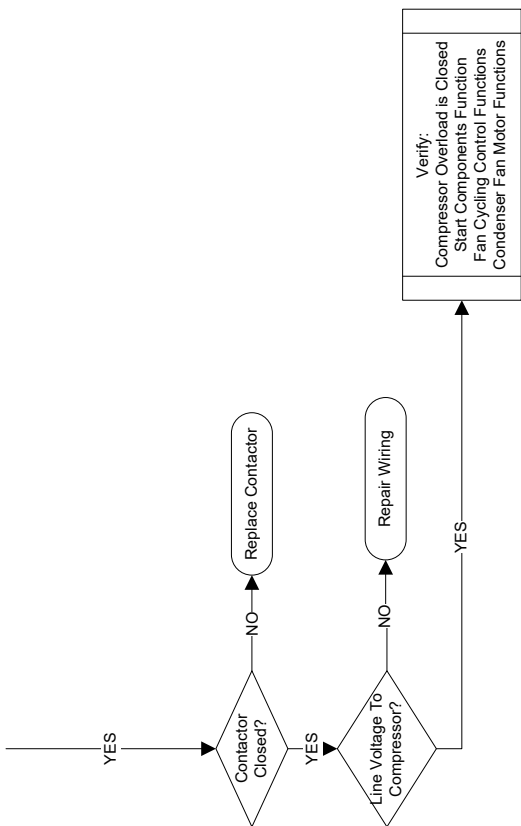 YES
Contactor
Closed?
NO
Replace Contactor
YES
Line Voltage To
Compressor?
NO
Repair Wiring
YES
Verify:
Compressor Overload is Closed
Start Components Function
Fan Cycling Control Functions
Condenser Fan Motor Functions